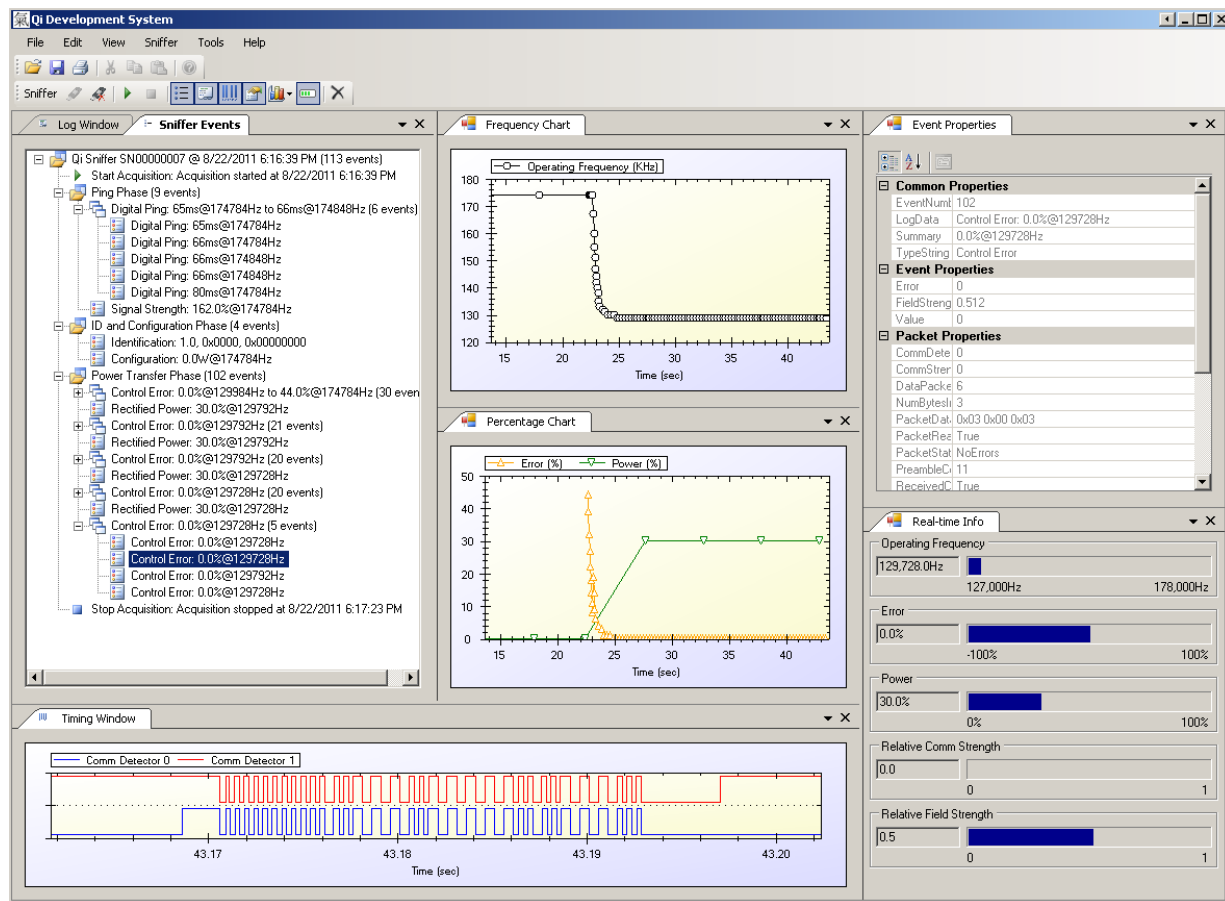 氣 Qi Development System
File Edit View Sniffer Tools Help
Sniffer
Log Window Sniffer Events
Qi Sniffer SN00000007 @ 8/22/2011 6:16:39 PM (113 events)
Start Acquisition: Acquisition started at 8/22/2011 6:16:39 PM
Ping Phase (9 events)
Digital Ping: 65ms@174784Hz to 66ms@174848Hz (6 events)
Digital Ping: 65ms@174784Hz
Digital Ping: 66ms@174784Hz
Digital Ping: 66ms@174848Hz
Digital Ping: 66ms@174848Hz
Digital Ping: 80ms@174784Hz
Signal Strength: 162.0%@174784Hz
ID and Configuration Phase (4 events)
Identification: 1.0, 0x0000, 0x00000000
Configuration: 0.0W@174784Hz
Power Transfer Phase (102 events)
Control Error: 0.0%@129984Hz to 44.0%@174784Hz (30 even
Rectified Power: 30.0%@129792Hz
Control Error: 0.0%@129792Hz (21 events)
Rectified Power: 30.0%@129792Hz
Control Error: 0.0%@129792Hz (20 events)
Rectified Power: 30.0%@129728Hz
Control Error: 0.0%@129728Hz (20 events)
Rectified Power: 30.0%@129728Hz
Control Error: 0.0%@129728Hz (5 events)
Control Error: 0.0%@129728Hz
Control Error: 0.0%@129728Hz
Control Error: 0.0%@129792Hz
Control Error: 0.0%@129728Hz
Stop Acquisition: Acquisition stopped at 8/22/2011 6:17:23 PM
Frequency Chart
Operating Frequency (KHz)
180
170
160
150
140
130
120
15 20 25 30 35 40
Time (sec)
Percentage Chart
Error (%) Power (%)
50
40
30
20
10
0
15 20 25 30 35 40
Time (sec)
Event Properties
Common Properties
EventNumb 102
LogData Control Error: 0.0%@129728Hz
Summary 0.0%@129728Hz
TypeString Control Error
Event Properties
Error 0
FieldStreng 0.512
Value 0
Packet Properties
CommDete 0
CommStren 0
DataPacke 6
NumBytesIn 3
PacketData 0x03 0x00 0x03
PacketRea True
PacketStat NoErrors
PreambleCo 11
ReceivedC True
Real-time Info
Operating Frequency
129,728.0Hz
127,000Hz 178,000Hz
Error
0.0%
-100% 100%
Power
30.0%
0% 100%
Relative Comm Strength
0.0
0 1
Relative Field Strength
0.5
0 1
Timing Window
Comm Detector 0 Comm Detector 1
43.17 43.18 43.19 43.20
Time (sec)